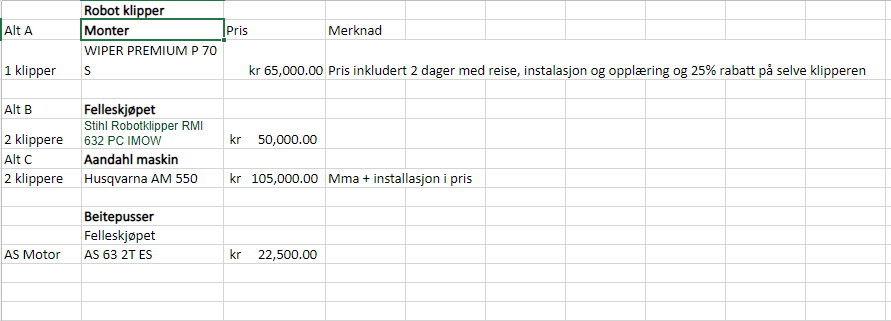 Robot klipper
Alt A Monter Pris Merknad
WIPER PREMIUM P 70
1 klipper S kr 65,000.00 Pris inkludert 2 dager med reise, instalasjon og opplæring og 25% rabatt på selve klipperen
Alt B Felleskjøpet
Stihl Robotklipper RMI
2 klippere 632 PC IMOW kr 50,000.00
Alt C Aandahl maskin
2 klippere Husqvarna AM 550 kr 105,000.00 Mma + installasjon i pris
Beitepusser
Felleskjøpet
AS Motor AS 63 2T ES kr 22,500.00